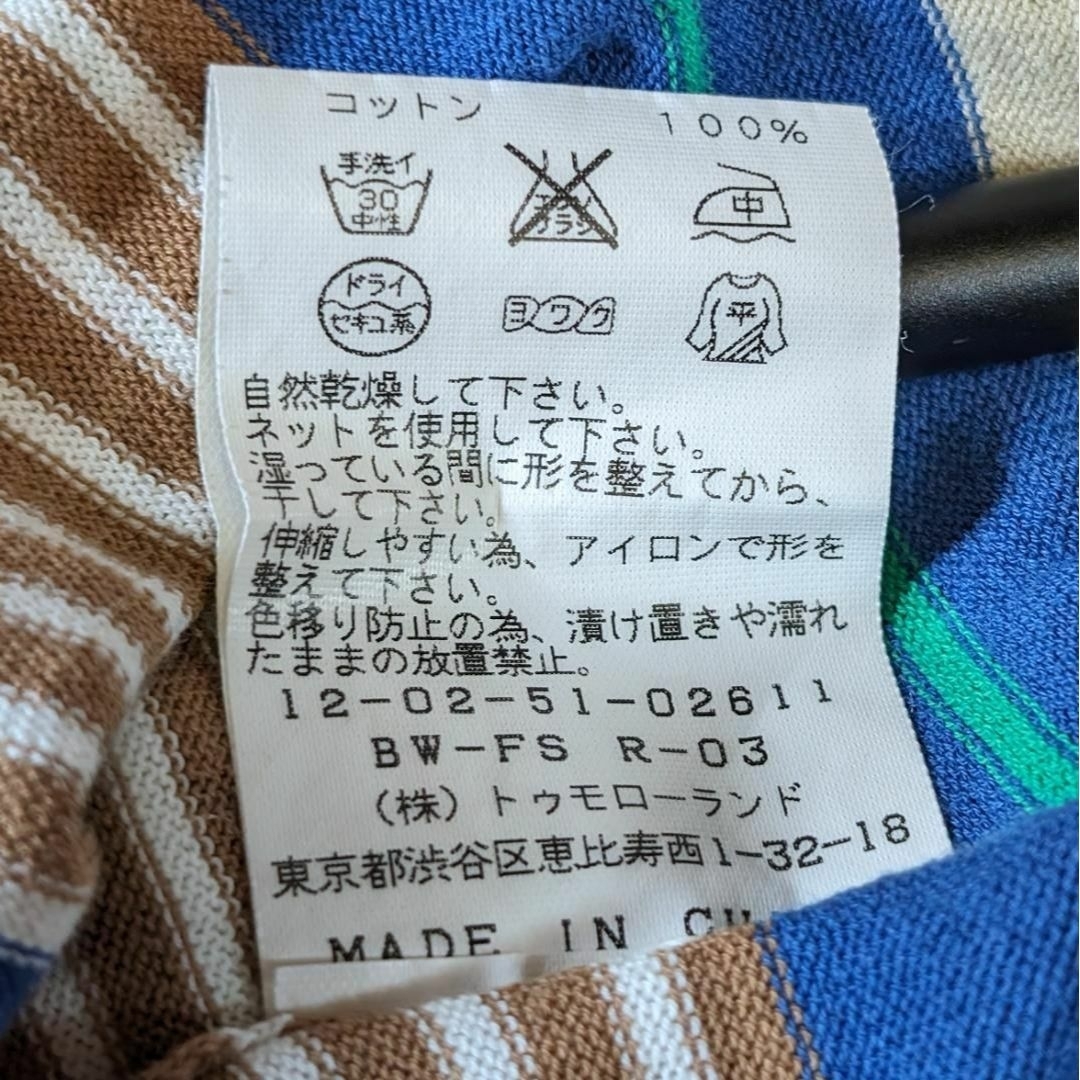 コットン 100%
手洗イ
30
中性
エンソ
サラシ
中
ドライ
セキユ系
ヨワク
平
自然乾燥して下さい。
ネットを使用して下さい。
湿っている間に形を整えてから、
干して下さい。
伸縮しやすい為、アイロンで形を
整えて下さい。
色移り防止の為、漬け置きや濡れ
たままの放置禁止。
12-02-51-02611
BW-FS R-03
(株)トゥモローランド
東京都渋谷区恵比寿西1-32-18
MADE IN